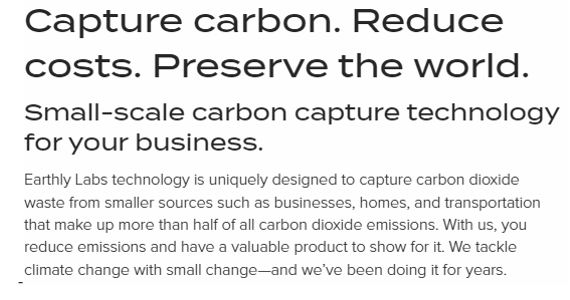 Capture carbon. Reduce
costs. Preserve the world.
Small-scale carbon capture technology
for your business.
Earthly Labs technology is uniquely designed to capture carbon dioxide
waste from smaller sources such as businesses, homes, and transportation
that make up more than half of all carbon dioxide emissions. With us, you
reduce emissions and have a valuable product to show for it. We tackle
climate change with small change—and we've been doing it for years.